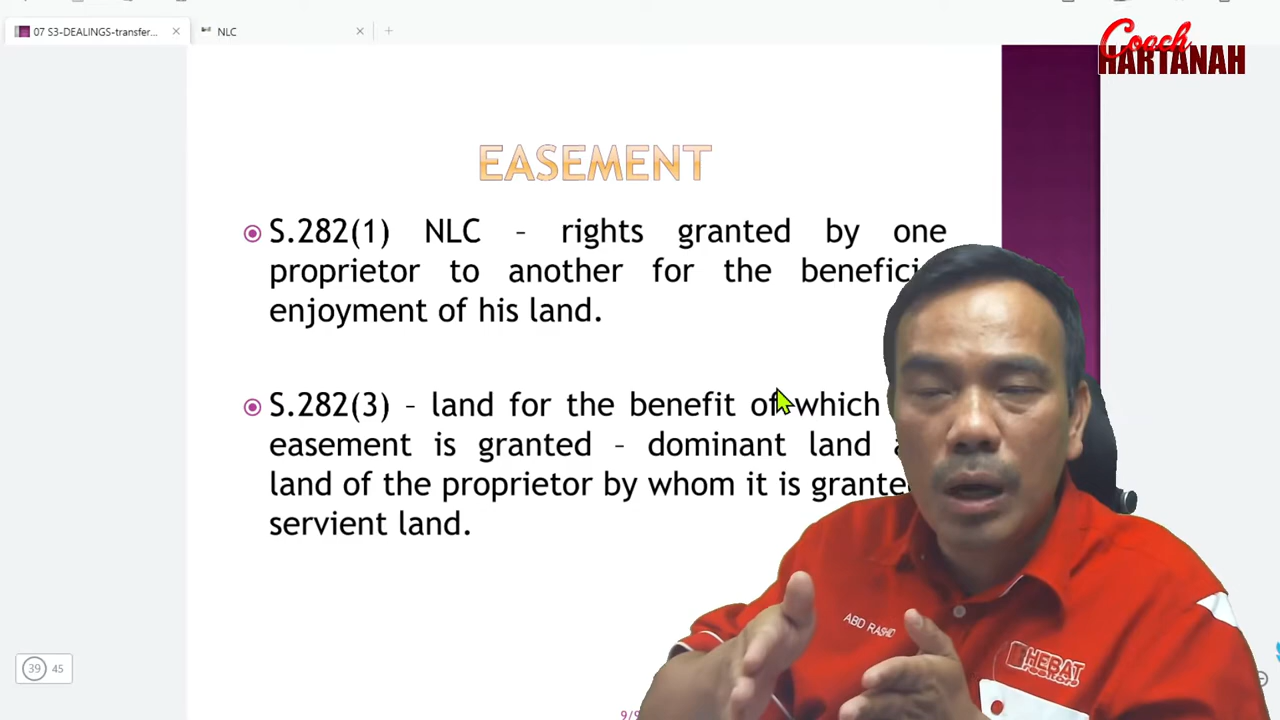 07 S3-DEALINGS-transfer...
NLC
Coach
HARTANAH
EASEMENT
S.282(1) NLC – rights granted by one
proprietor to another for the
enjoyment of his land.
S.282(3) – land for the benefit of which
easement is granted – dominant land
land of the proprietor by whom it is
servient land.
ABD RASHID
HEBAT
39 45